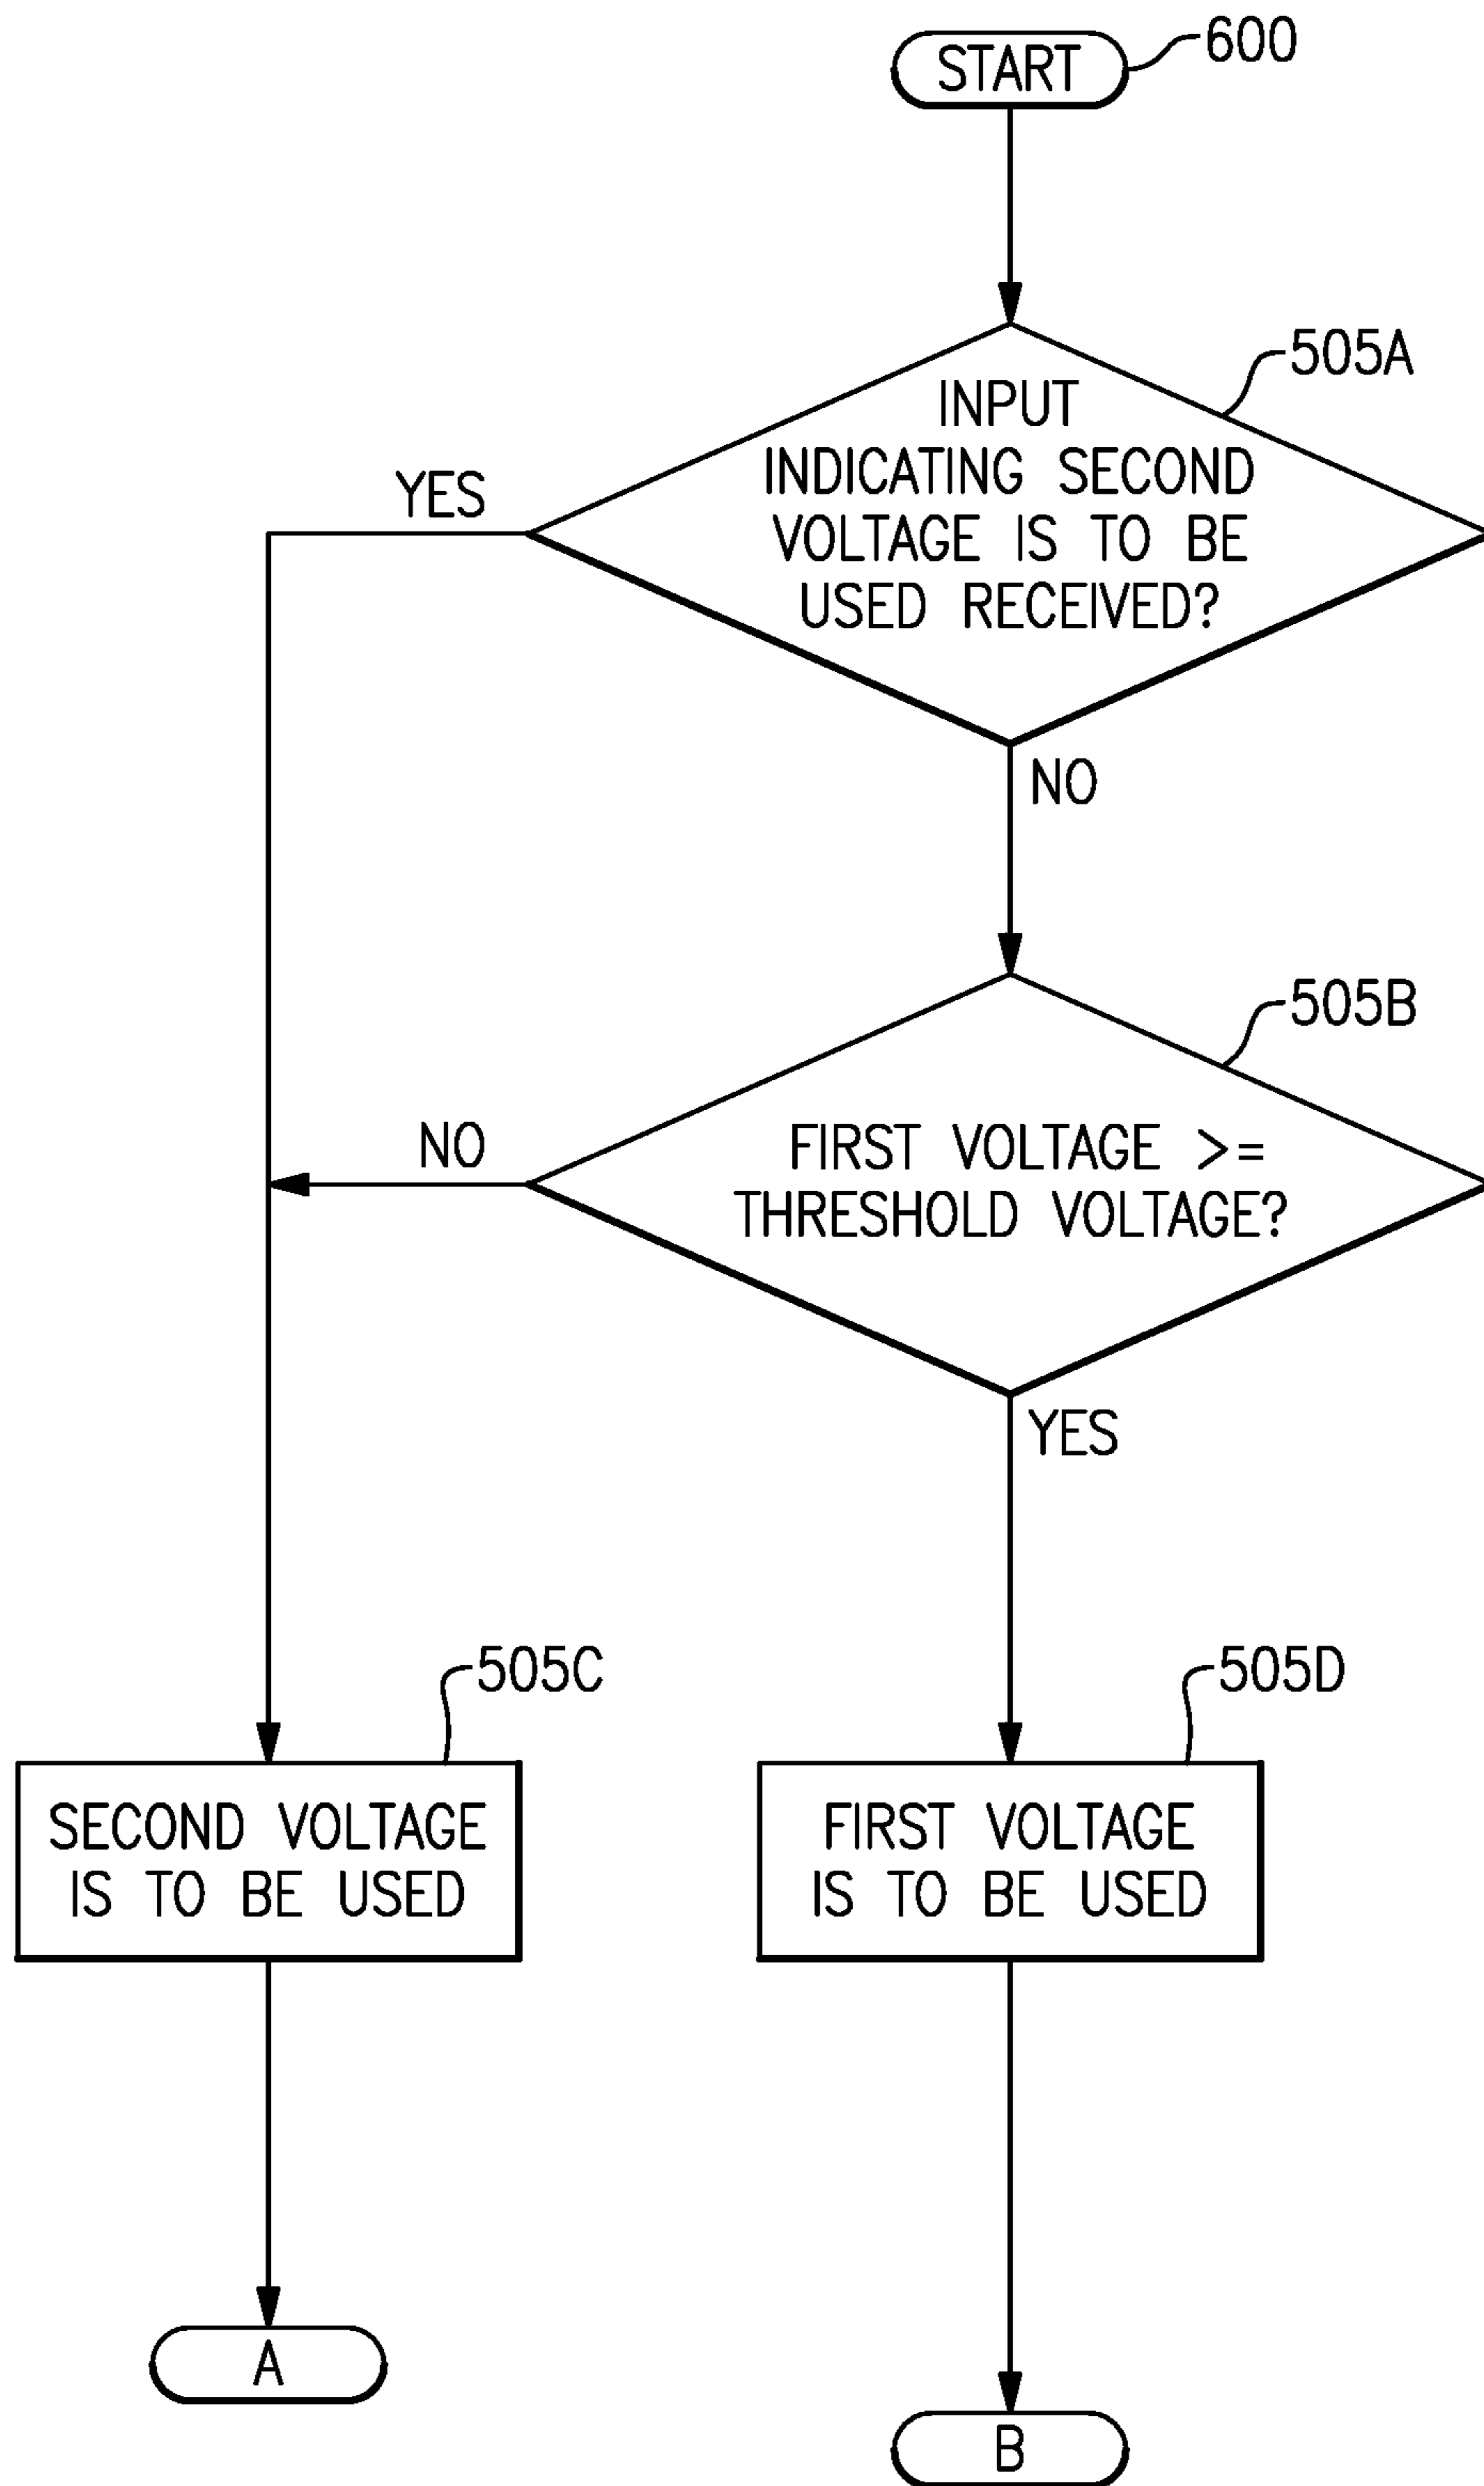 START
600
505A
INPUT
INDICATING SECOND
VOLTAGE IS TO BE
USED RECEIVED?
YES
NO
505B
FIRST VOLTAGE >=
THRESHOLD VOLTAGE?
NO
YES
505C
505D
SECOND VOLTAGE
IS TO BE USED
FIRST VOLTAGE
IS TO BE USED
A
B